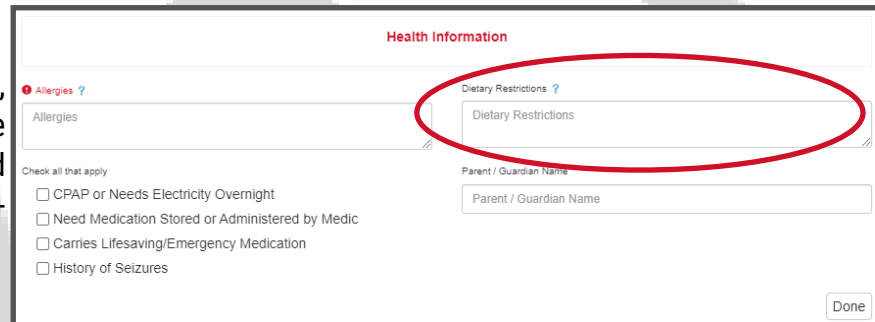 Health Information
Allergies ?
Allergies
Dietary Restrictions ?
Dietary Restrictions
Check all that apply
CPAP or Needs Electricity Overnight
Need Medication Stored or Administered by Medic
Carries Lifesaving/Emergency Medication
History of Seizures
Parent / Guardian Name
Parent / Guardian Name
Done